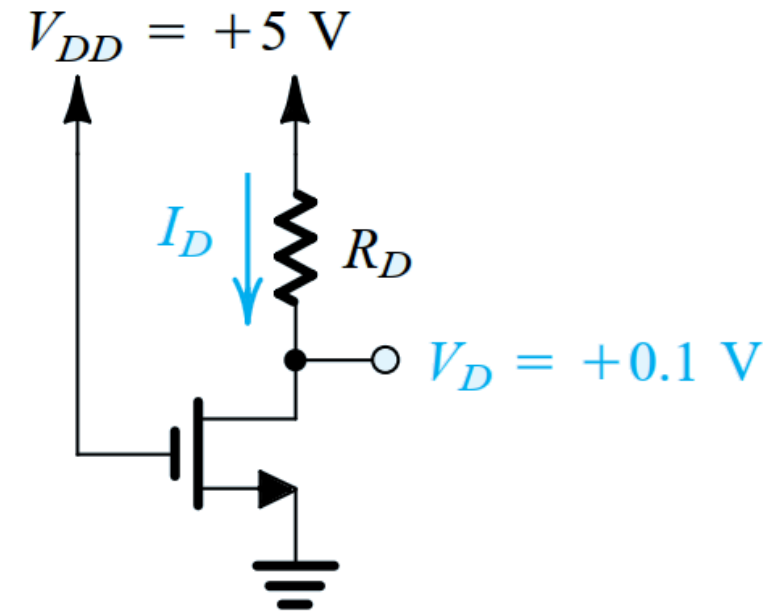 V_DD = +5 V
I_D
R_D
V_D = +0.1 V